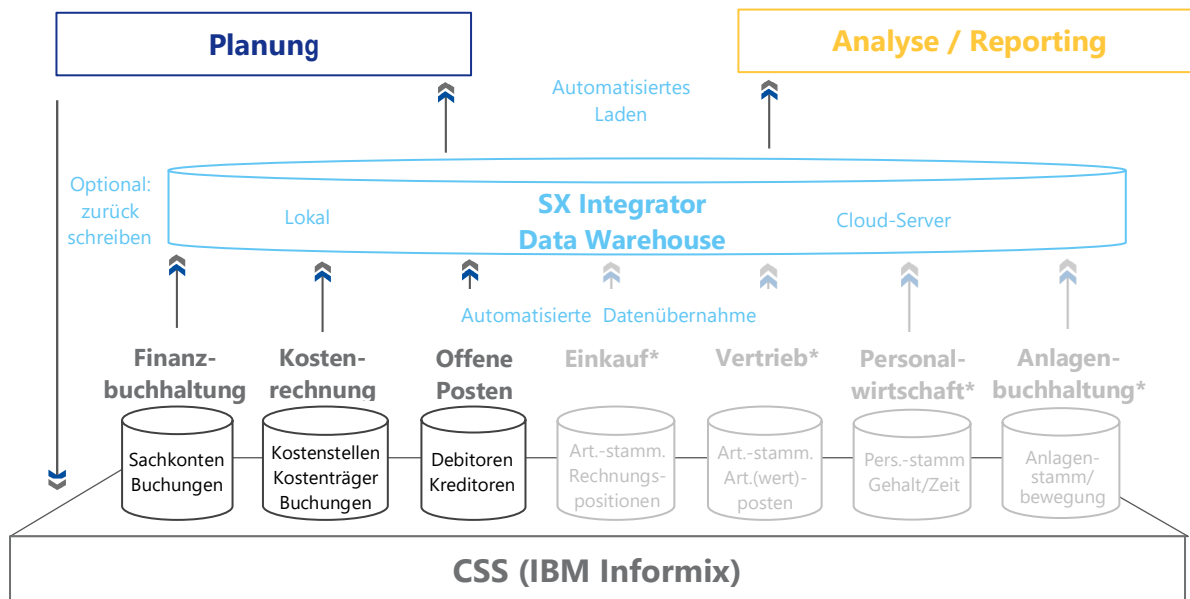 Planung
Analyse / Reporting
Automatisiertes
Laden
Optional:
zurück
schreiben
Lokal
SX Integrator
Data Warehouse
Cloud-Server
Automatisierte Datenübernahme
Finanz-
buchhaltung
Kosten-
rechnung
Offene
Posten
Einkauf*
Vertrieb*
Personal-
wirtschaft*
Anlagen-
buchhaltung*
Sachkonten
Buchungen
Kostenstellen
Kostenträger
Buchungen
Debitoren
Kreditoren
Art.-stamm.
Rechnungs-
positionen
Art.-stamm.
Art.(wert)-
posten
Pers.-stamm
Gehalt/Zeit
Anlagen-
stamm/
bewegung
CSS (IBM Informix)